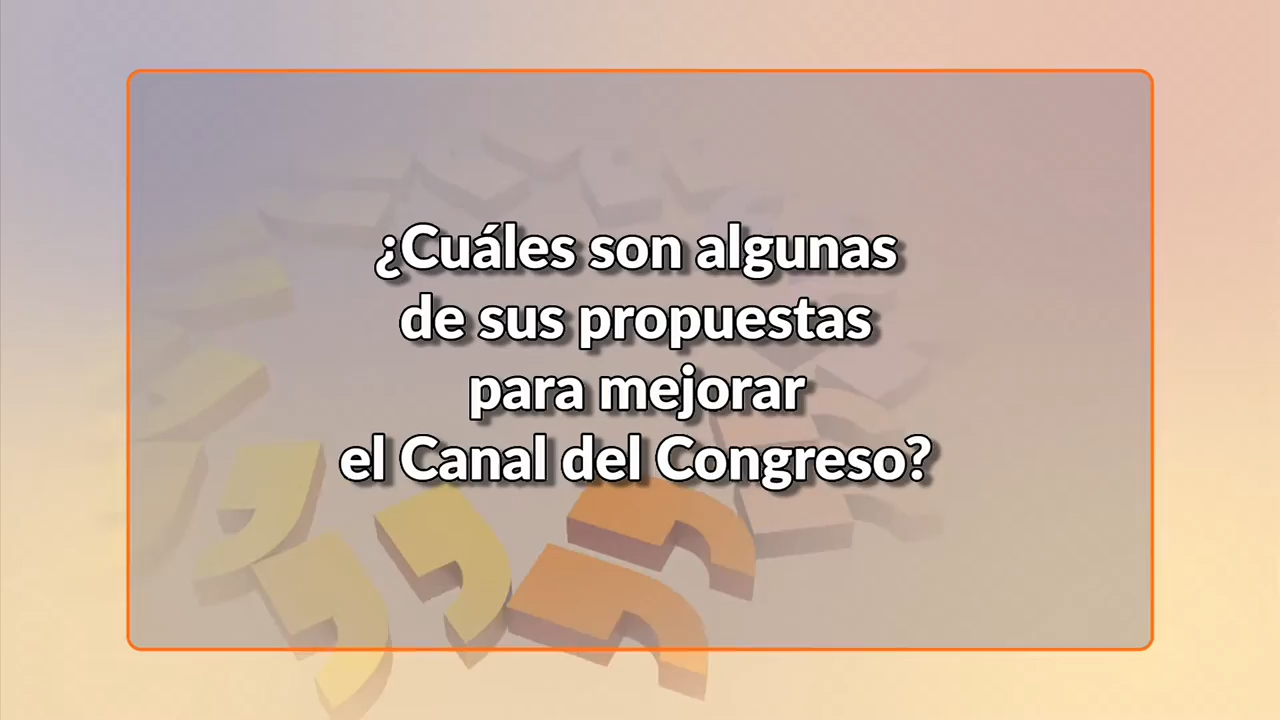 ¿Cuáles son algunas
de sus propuestas
para mejorar
el Canal del Congreso?